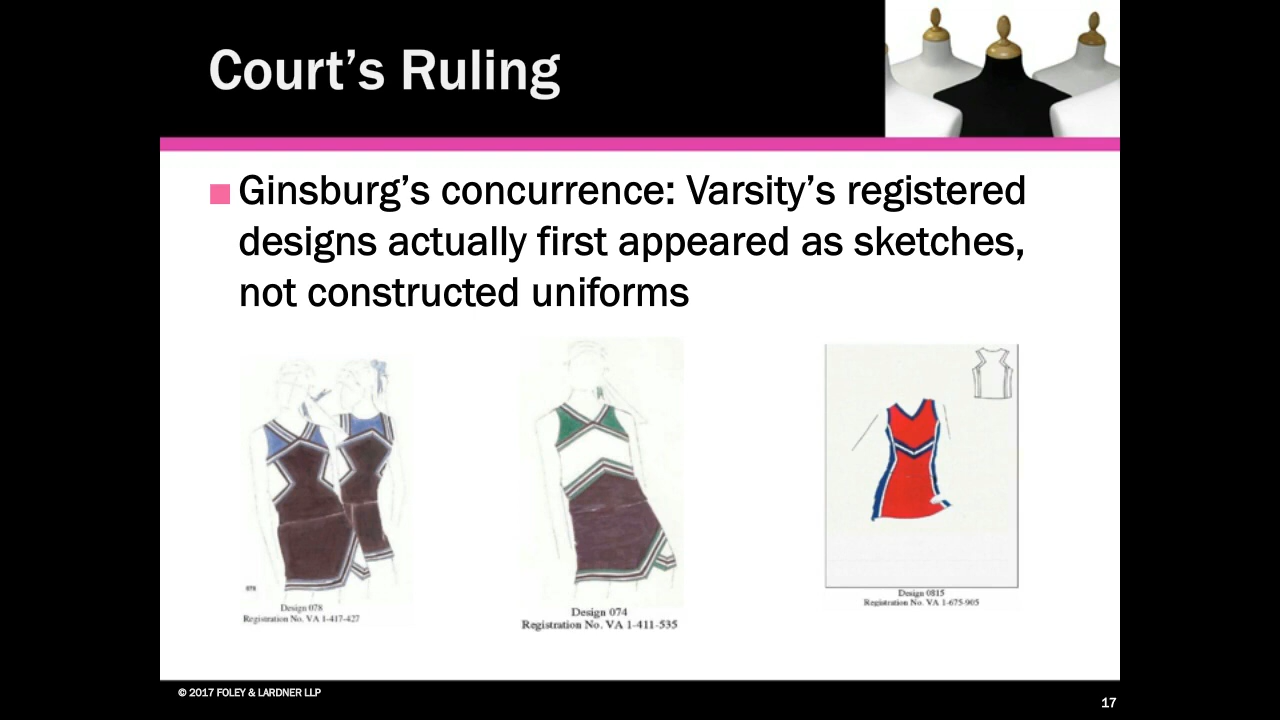 Court’s Ruling
Ginsburg’s concurrence: Varsity’s registered
designs actually first appeared as sketches,
not constructed uniforms
078
Design 078
Registration No. VA 1-417-427
Design 074
Registration No. VA 1-411-535
Design 0815
Registration No. VA 1-675-905
© 2017 FOLEY & LARDNER LLP
17